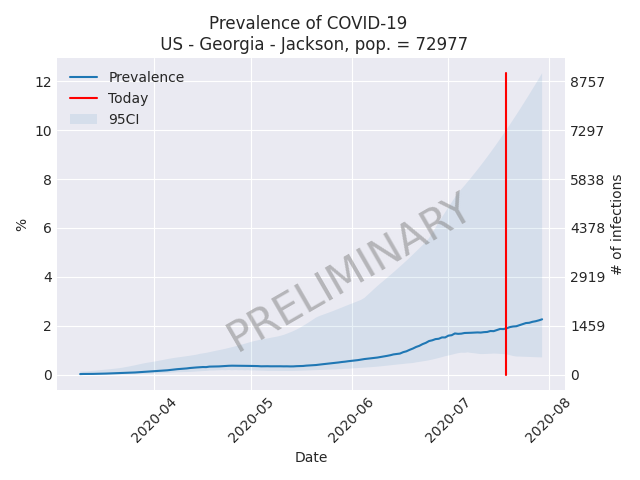 Prevalence of COVID-19
US - Georgia - Jackson, pop. = 72977
Prevalence
Today
95CI
PRELIMINARY
%
12
10
8
6
4
2
0
8757
7297
5838
4378
2919
1459
0
# of infections
2020-04
2020-05
2020-06
2020-07
2020-08
Date